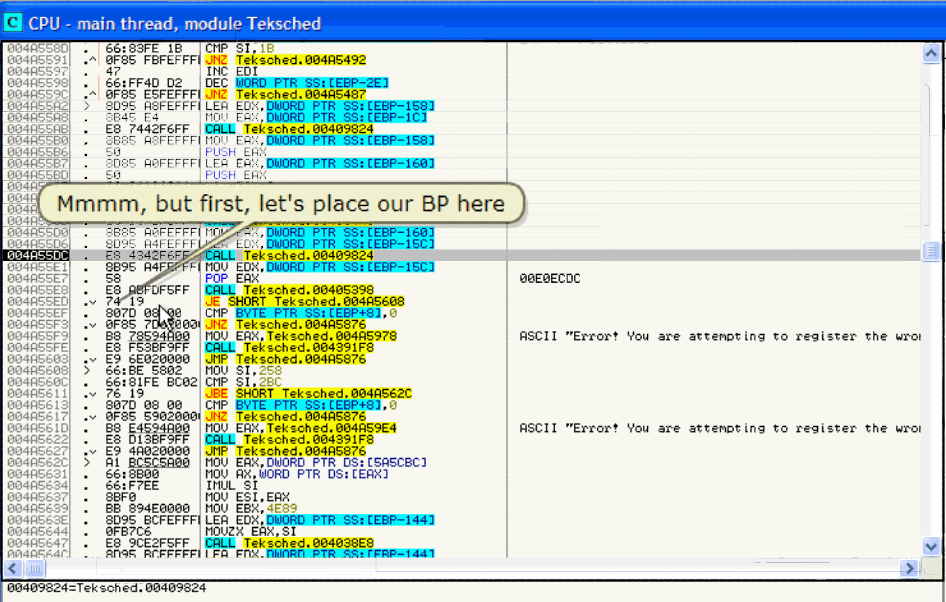 C CPU - main thread, module Teksched
004A558D . 66:83FE 1B CMP SI,1B
004A5591 .^ 0F85 FBFEFFFF JNZ Teksched.004A5492
004A5597 . 47 INC EDI
004A5598 . 66:FF4D D2 DEC WORD PTR SS:[EBP-2E]
004A559C .^ 0F85 E5FEFFFF JNZ Teksched.004A5487
004A55A2 > 8D95 A8FEFFFF LEA EDX,DWORD PTR SS:[EBP-158]
004A55A8 . 8B45 E4 MOV EAX,DWORD PTR SS:[EBP-1C]
004A55AB . E8 7442F6FF CALL Teksched.00409824
004A55B0 . 8B85 A8FEFFFF MOV EAX,DWORD PTR SS:[EBP-158]
004A55B6 . 50 PUSH EAX
004A55B7 . 8D85 A0FEFFFF LEA EAX,DWORD PTR SS:[EBP-160]
004A55BD . 50 PUSH EAX
Mmmm, but first, let's place our BP here
004A55D0 . 8B85 A0FEFFFF MOV EAX,DWORD PTR SS:[EBP-160]
004A55D6 . 8D95 A4FEFFFF LEA EDX,DWORD PTR SS:[EBP-15C]
004A55DC . E8 4342F6FF CALL Teksched.00409824
004A55E1 . 8B95 A4FEFFFF MOV EDX,DWORD PTR SS:[EBP-15C]
004A55E7 . 58 POP EAX 00E0ECDC
004A55E8 . E8 ABFDF5FF CALL Teksched.00405398
004A55ED .v 74 19 JE SHORT Teksched.004A5608
004A55EF . 807D 08 00 CMP BYTE PTR SS:[EBP+8],0
004A55F3 .v 0F85 7D020000 JNZ Teksched.004A5876
004A55F9 . B8 78594A00 MOV EAX,Teksched.004A5978 ASCII "Error! You are attempting to register the wro
004A55FE . E8 F53BF9FF CALL Teksched.004391F8
004A5603 .v E9 6E020000 JMP Teksched.004A5876
004A5608 > 66:BE 5802 MOV SI,258
004A560C . 66:81FE BC02 CMP SI,2BC
004A5611 .v 76 19 JBE SHORT Teksched.004A562C
004A5613 . 807D 08 00 CMP BYTE PTR SS:[EBP+8],0
004A5617 .v 0F85 59020000 JNZ Teksched.004A5876
004A561D . B8 E4594A00 MOV EAX,Teksched.004A59E4 ASCII "Error! You are attempting to register the wro
004A5622 . E8 D13BF9FF CALL Teksched.004391F8
004A5627 .v E9 4A020000 JMP Teksched.004A5876
004A562C > A1 BC5C5A00 MOV EAX,DWORD PTR DS:[5A5CBC]
004A5631 . 66:8B00 MOV AX,WORD PTR DS:[EAX]
004A5634 . 66:F7EE IMUL SI
004A5637 . 8BF0 MOV ESI,EAX
004A5639 . BB 894E0000 MOV EBX,4E89
004A563E . 8D95 BCFEFFFF LEA EDX,DWORD PTR SS:[EBP-144]
004A5644 . 0FB7C6 MOVZX EAX,SI
004A5647 . E8 9CE2F5FF CALL Teksched.004038E8
004A564C . 8D95 BCFEFFFF LEA EDX,DWORD PTR SS:[EBP-144]
00409824=Teksched.00409824